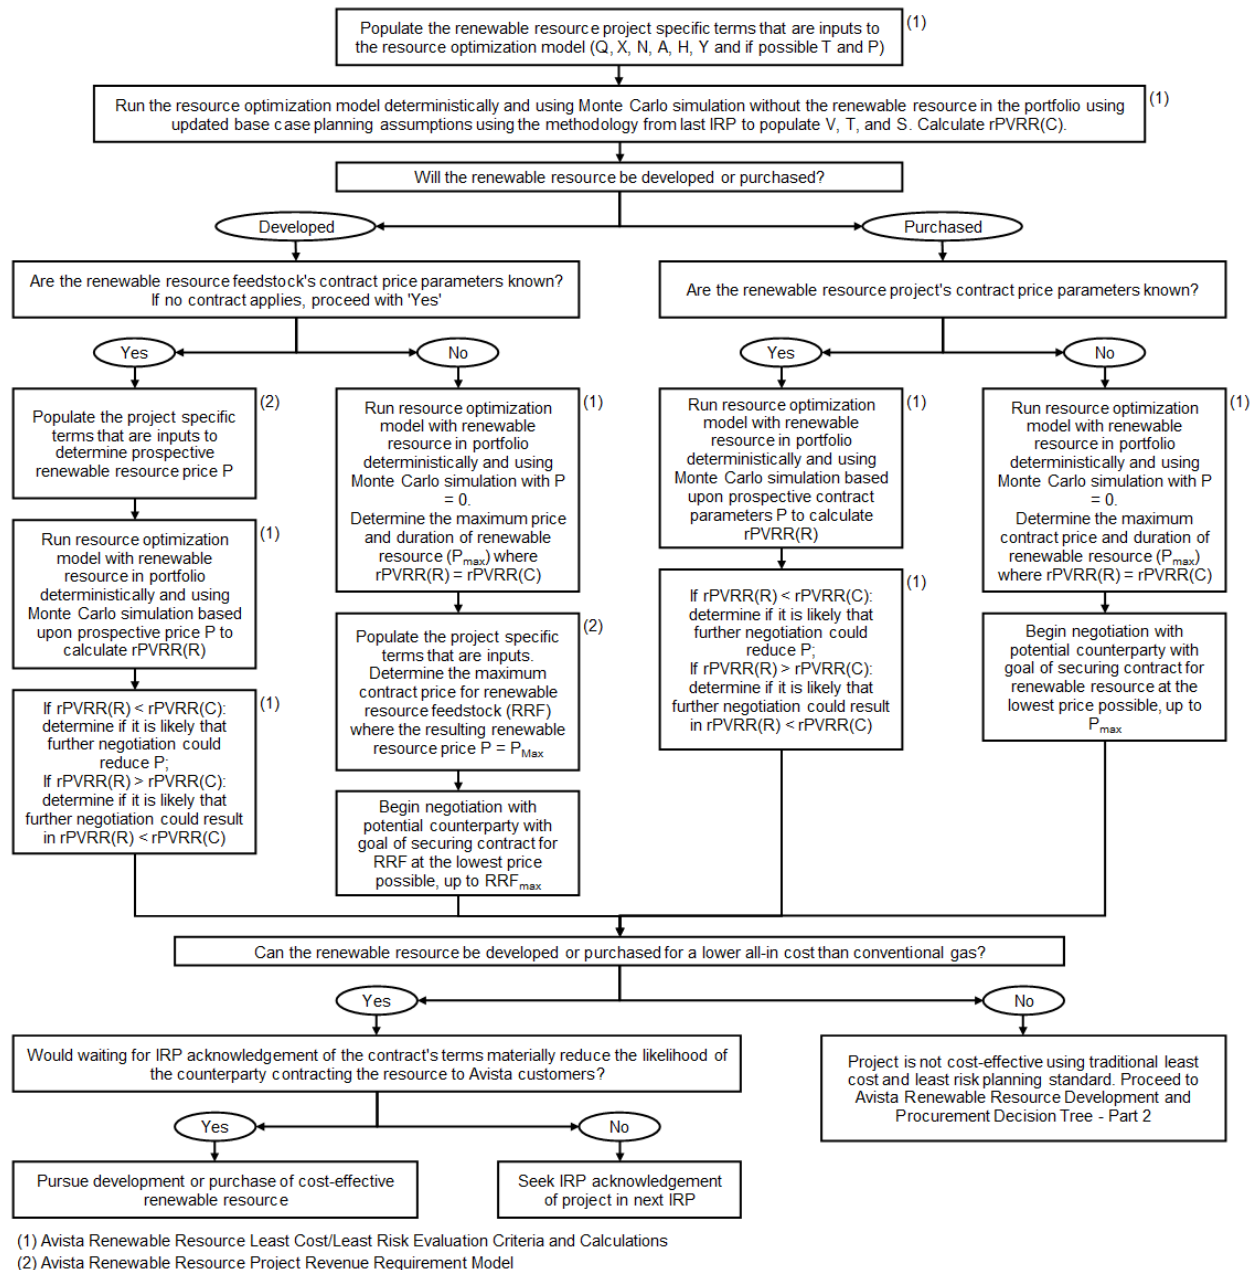 Populate the renewable resource project specific terms that are inputs to
the resource optimization model (Q, X, N, A, H, Y and if possible T and P)
(1)
Run the resource optimization model deterministically and using Monte Carlo simulation without the renewable resource in the portfolio using
updated base case planning assumptions using the methodology from last IRP to populate V, T, and S. Calculate rPVRR(C).
(1)
Will the renewable resource be developed or purchased?
Developed
Purchased
Are the renewable resource feedstock's contract price parameters known?
If no contract applies, proceed with 'Yes'
Are the renewable resource project's contract price parameters known?
Yes
No
Yes
No
Populate the project specific
terms that are inputs to
determine prospective
renewable resource price P
(2)
Run resource optimization
model with renewable
resource in portfolio
deterministically and using
Monte Carlo simulation based
upon prospective price P to
calculate rPVRR(R)
(1)
If rPVRR(R) < rPVRR(C):
determine if it is likely that
further negotiation could
reduce P;
If rPVRR(R) > rPVRR(C):
determine if it is likely that
further negotiation could result
in rPVRR(R) < rPVRR(C)
(1)
Run resource optimization
model with renewable
resource in portfolio
deterministically and using
Monte Carlo simulation with P
= 0.
Determine the maximum price
and duration of renewable
resource (Pmax) where
rPVRR(R) = rPVRR(C)
(1)
Populate the project specific
terms that are inputs.
Determine the maximum
contract price for renewable
resource feedstock (RRF)
where the resulting renewable
resource price P = PMax
(2)
Begin negotiation with
potential counterparty with
goal of securing contract for
RRF at the lowest price
possible, up to RRFmax
Run resource optimization
model with renewable
resource in portfolio
deterministically and using
Monte Carlo simulation based
upon prospective contract
parameters P to calculate
rPVRR(R)
(1)
If rPVRR(R) < rPVRR(C):
determine if it is likely that
further negotiation could
reduce P;
If rPVRR(R) > rPVRR(C):
determine if it is likely that
further negotiation could result
in rPVRR(R) < rPVRR(C)
(1)
Run resource optimization
model with renewable
resource in portfolio
deterministically and using
Monte Carlo simulation with P
= 0.
Determine the maximum
contract price and duration of
renewable resource (Pmax)
where rPVRR(R) = rPVRR(C)
(1)
Begin negotiation with
potential counterparty with
goal of securing contract for
renewable resource at the
lowest price possible, up to
Pmax
Can the renewable resource be developed or purchased for a lower all-in cost than conventional gas?
Yes
No
Would waiting for IRP acknowledgement of the contract's terms materially reduce the likelihood of
the counterparty contracting the resource to Avista customers?
Project is not cost-effective using traditional least
cost and least risk planning standard. Proceed to
Avista Renewable Resource Development and
Procurement Decision Tree - Part 2
Yes
No
Pursue development or purchase of cost-effective
renewable resource
Seek IRP acknowledgement
of project in next IRP
(1) Avista Renewable Resource Least Cost/Least Risk Evaluation Criteria and Calculations
(2) Avista Renewable Resource Project Revenue Requirement Model